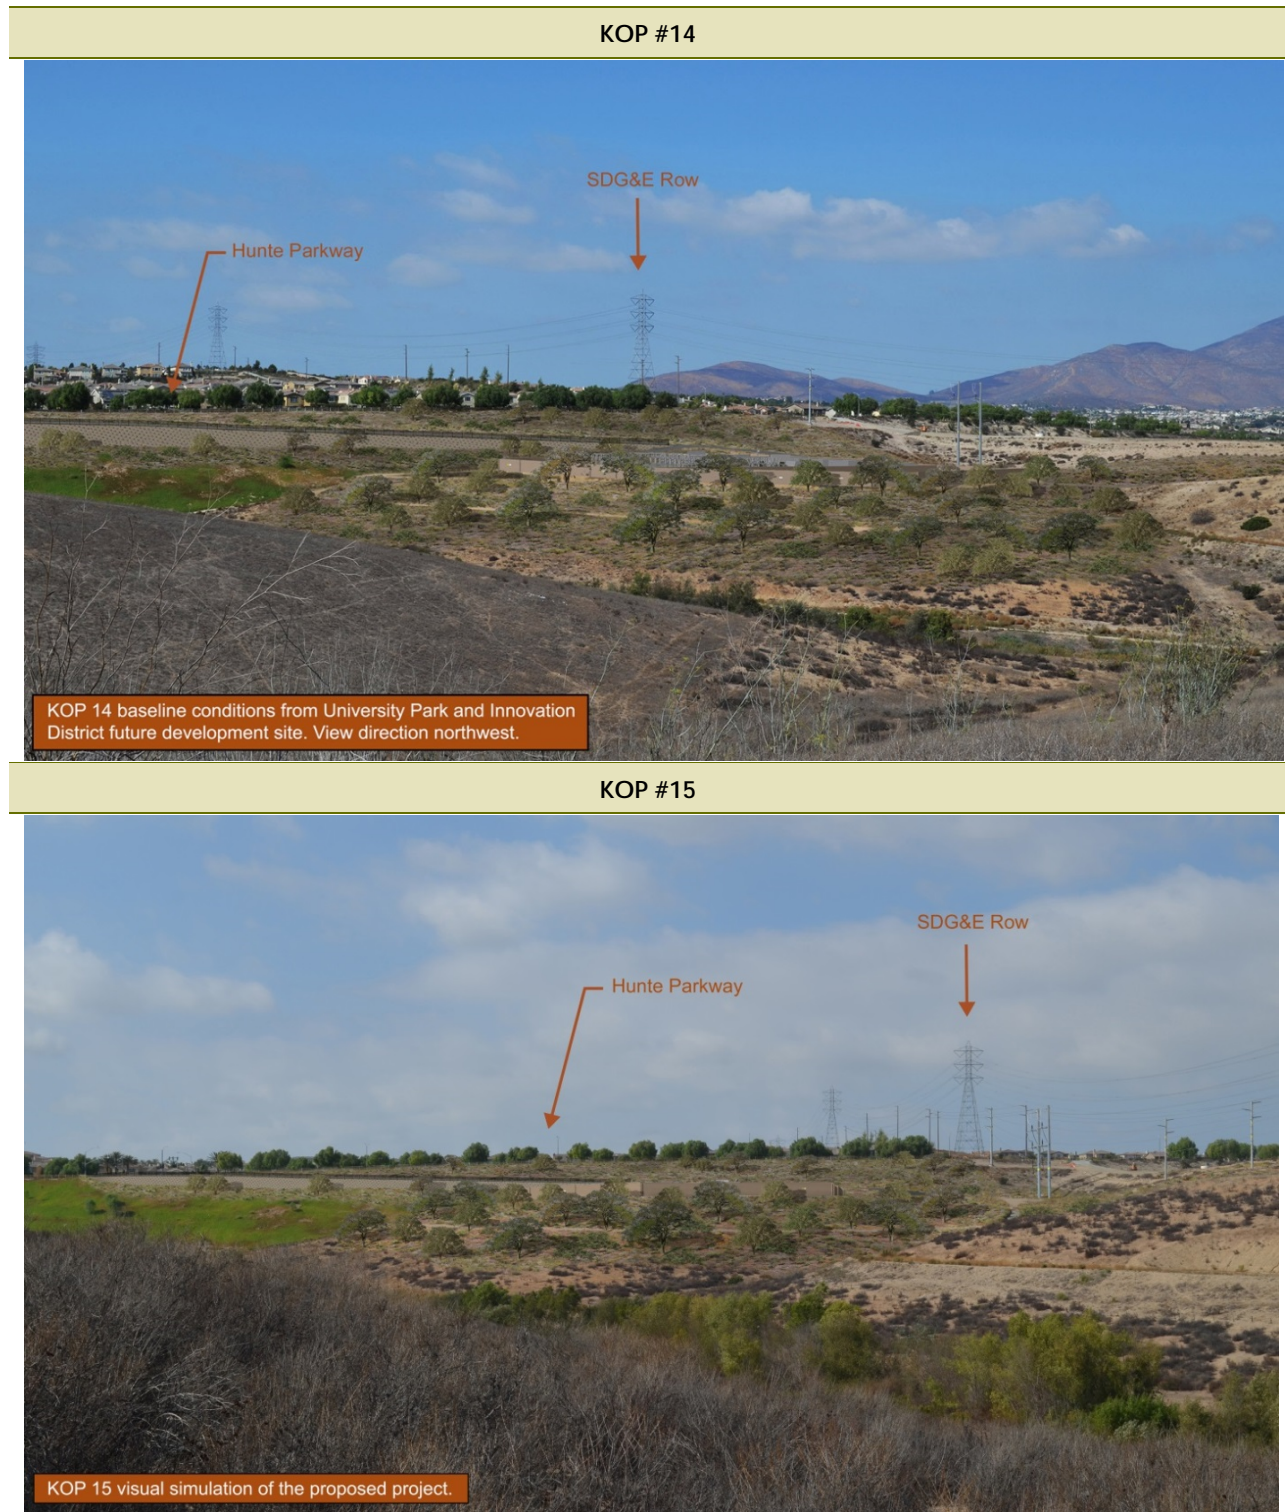 KOP #14
SDG&E Row
Hunte Parkway
KOP 14 baseline conditions from University Park and Innovation
District future development site. View direction northwest.
KOP #15
SDG&E Row
Hunte Parkway
KOP 15 visual simulation of the proposed project.